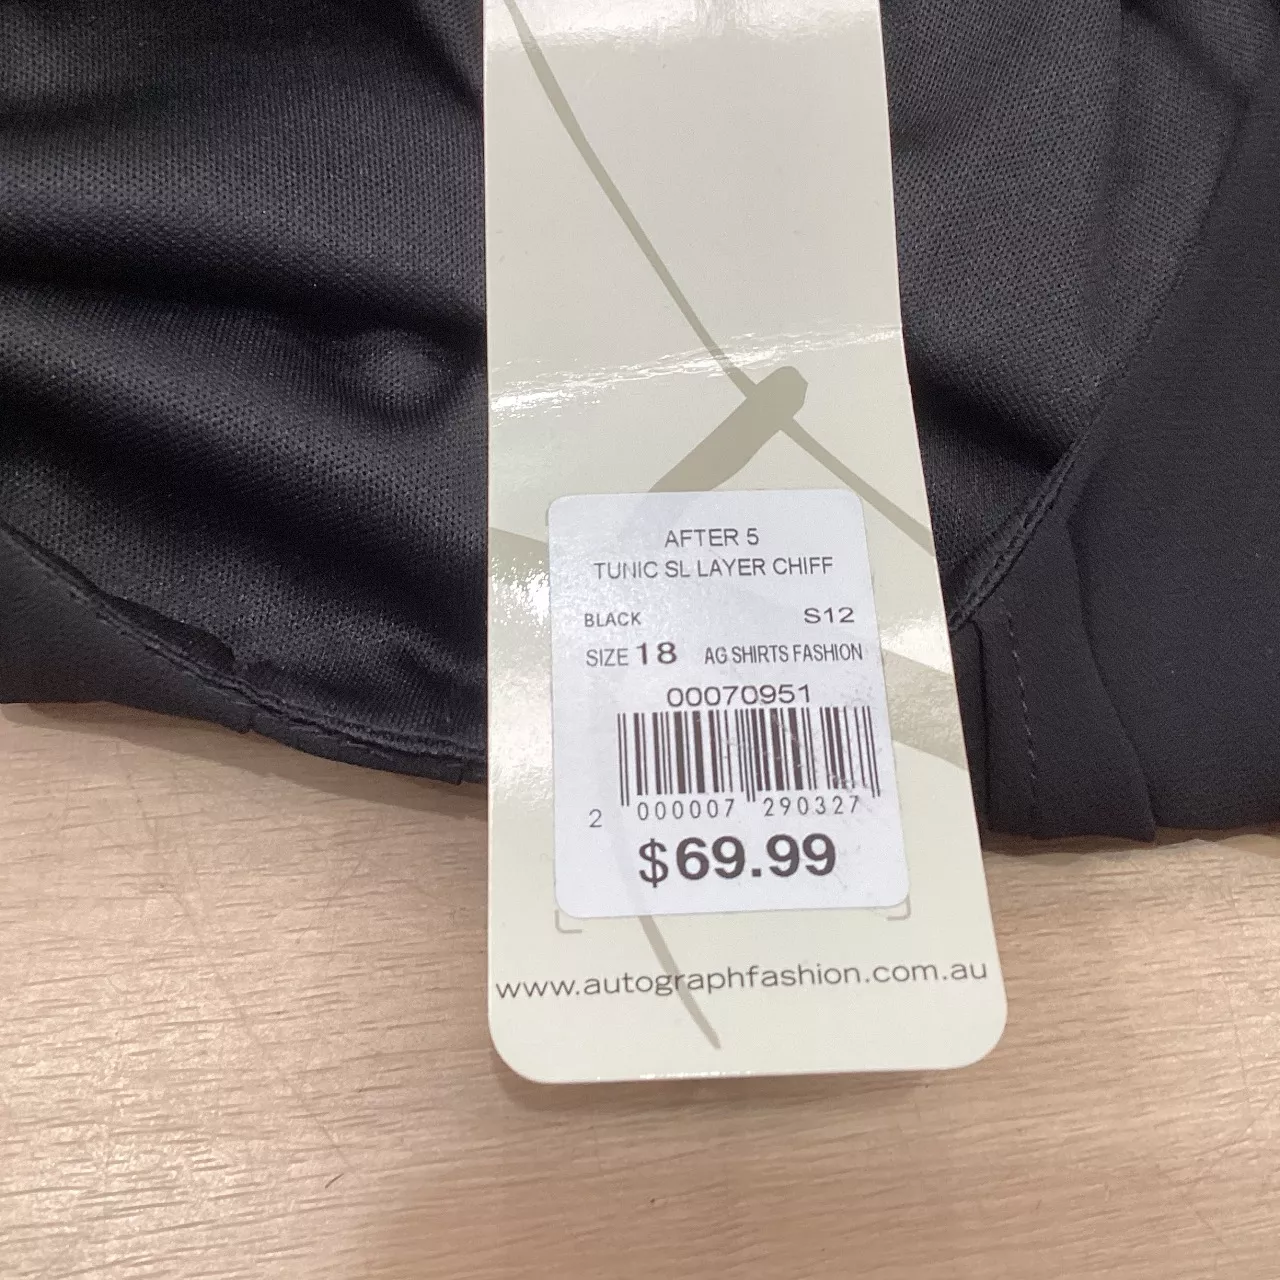 AFTER 5
TUNIC SL LAYER CHIFF
BLACK S12
SIZE 18 AG SHIRTS FASHION
00070951
2 000007 290327
$69.99
www.autographfashion.com.au